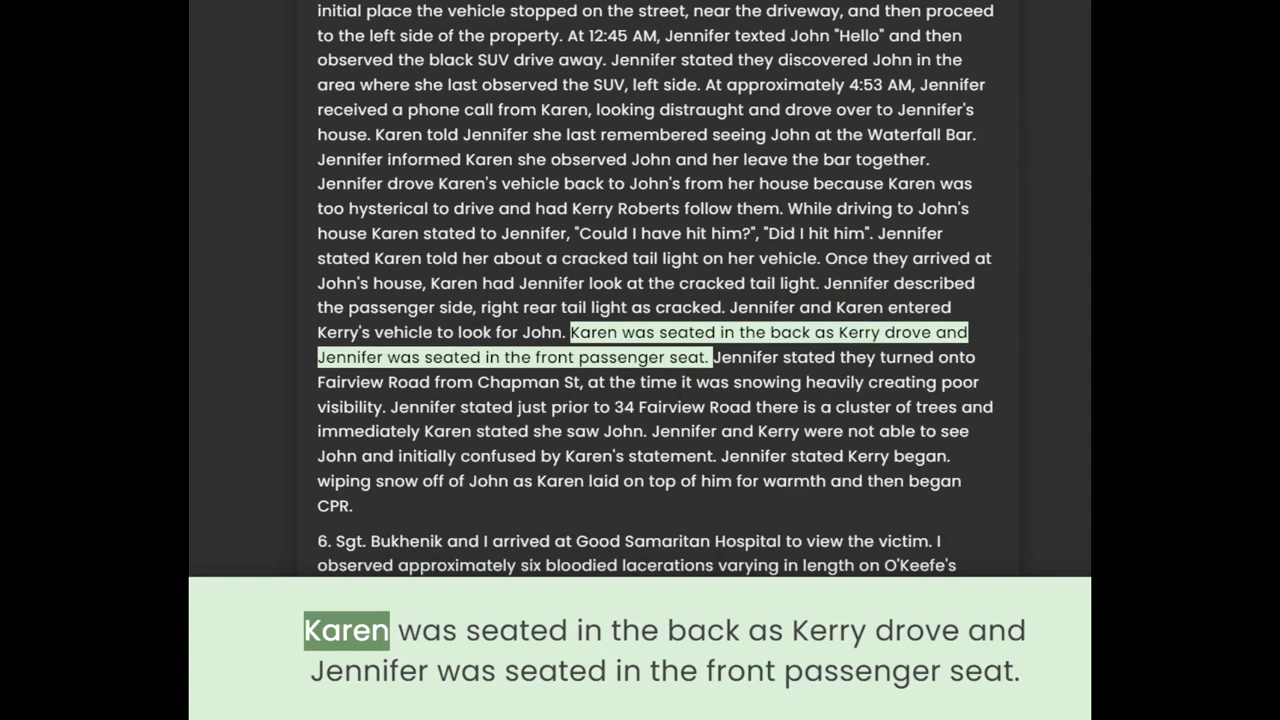 initial place the vehicle stopped on the street, near the driveway, and then proceed
to the left side of the property. At 12:45 AM, Jennifer texted John "Hello" and then
observed the black SUV drive away. Jennifer stated they discovered John in the
area where she last observed the SUV, left side. At approximately 4:53 AM, Jennifer
received a phone call from Karen, looking distraught and drove over to Jennifer's
house. Karen told Jennifer she last remembered seeing John at the Waterfall Bar.
Jennifer informed Karen she observed John and her leave the bar together.
Jennifer drove Karen's vehicle back to John's from her house because Karen was
too hysterical to drive and had Kerry Roberts follow them. While driving to John's
house Karen stated to Jennifer, "Could I have hit him?", "Did I hit him". Jennifer
stated Karen told her about a cracked tail light on her vehicle. Once they arrived at
John's house, Karen had Jennifer look at the cracked tail light. Jennifer described
the passenger side, right rear tail light as cracked. Jennifer and Karen entered
Kerry's vehicle to look for John. Karen was seated in the back as Kerry drove and
Jennifer was seated in the front passenger seat. Jennifer stated they turned onto
Fairview Road from Chapman St, at the time it was snowing heavily creating poor
visibility. Jennifer stated just prior to 34 Fairview Road there is a cluster of trees and
immediately Karen stated she saw John. Jennifer and Kerry were not able to see
John and initially confused by Karen's statement. Jennifer stated Kerry began.
wiping snow off of John as Karen laid on top of him for warmth and then began
CPR.
6. Sgt. Bukhenik and I arrived at Good Samaritan Hospital to view the victim. I
observed approximately six bloodied lacerations varying in length on O'Keefe's
Karen was seated in the back as Kerry drove and
Jennifer was seated in the front passenger seat.